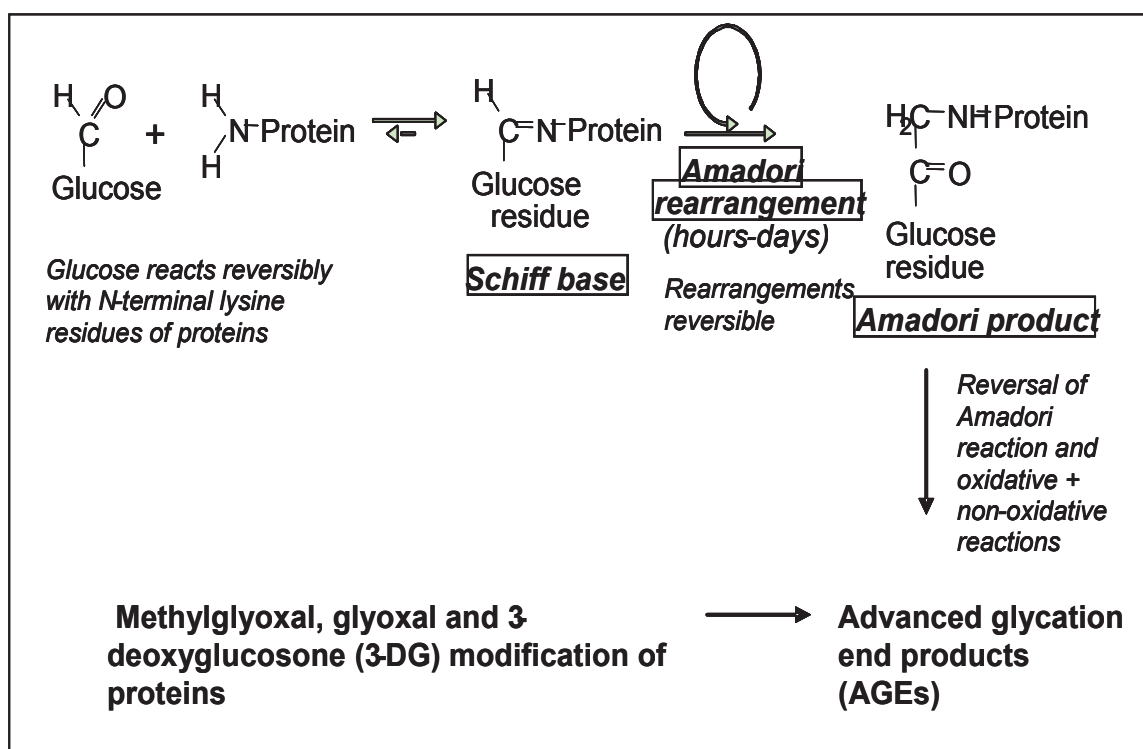 H O
C
+
H
N-Protein
H
Glucose
Glucose reacts reversibly
with N-terminal lysine
residues of proteins
H
C=N-Protein
Glucose
residue
Schiff base
Amadori
rearrangement
(hours-days)
Rearrangements
reversible
H2C-NH-Protein
C=O
Glucose
residue
Amadori product
Reversal of
Amadori
reaction and
oxidative +
non-oxidative
reactions
Methylglyoxal, glyoxal and 3-
deoxyglucosone (3-DG) modification of
proteins
Advanced glycation
end products
(AGEs)